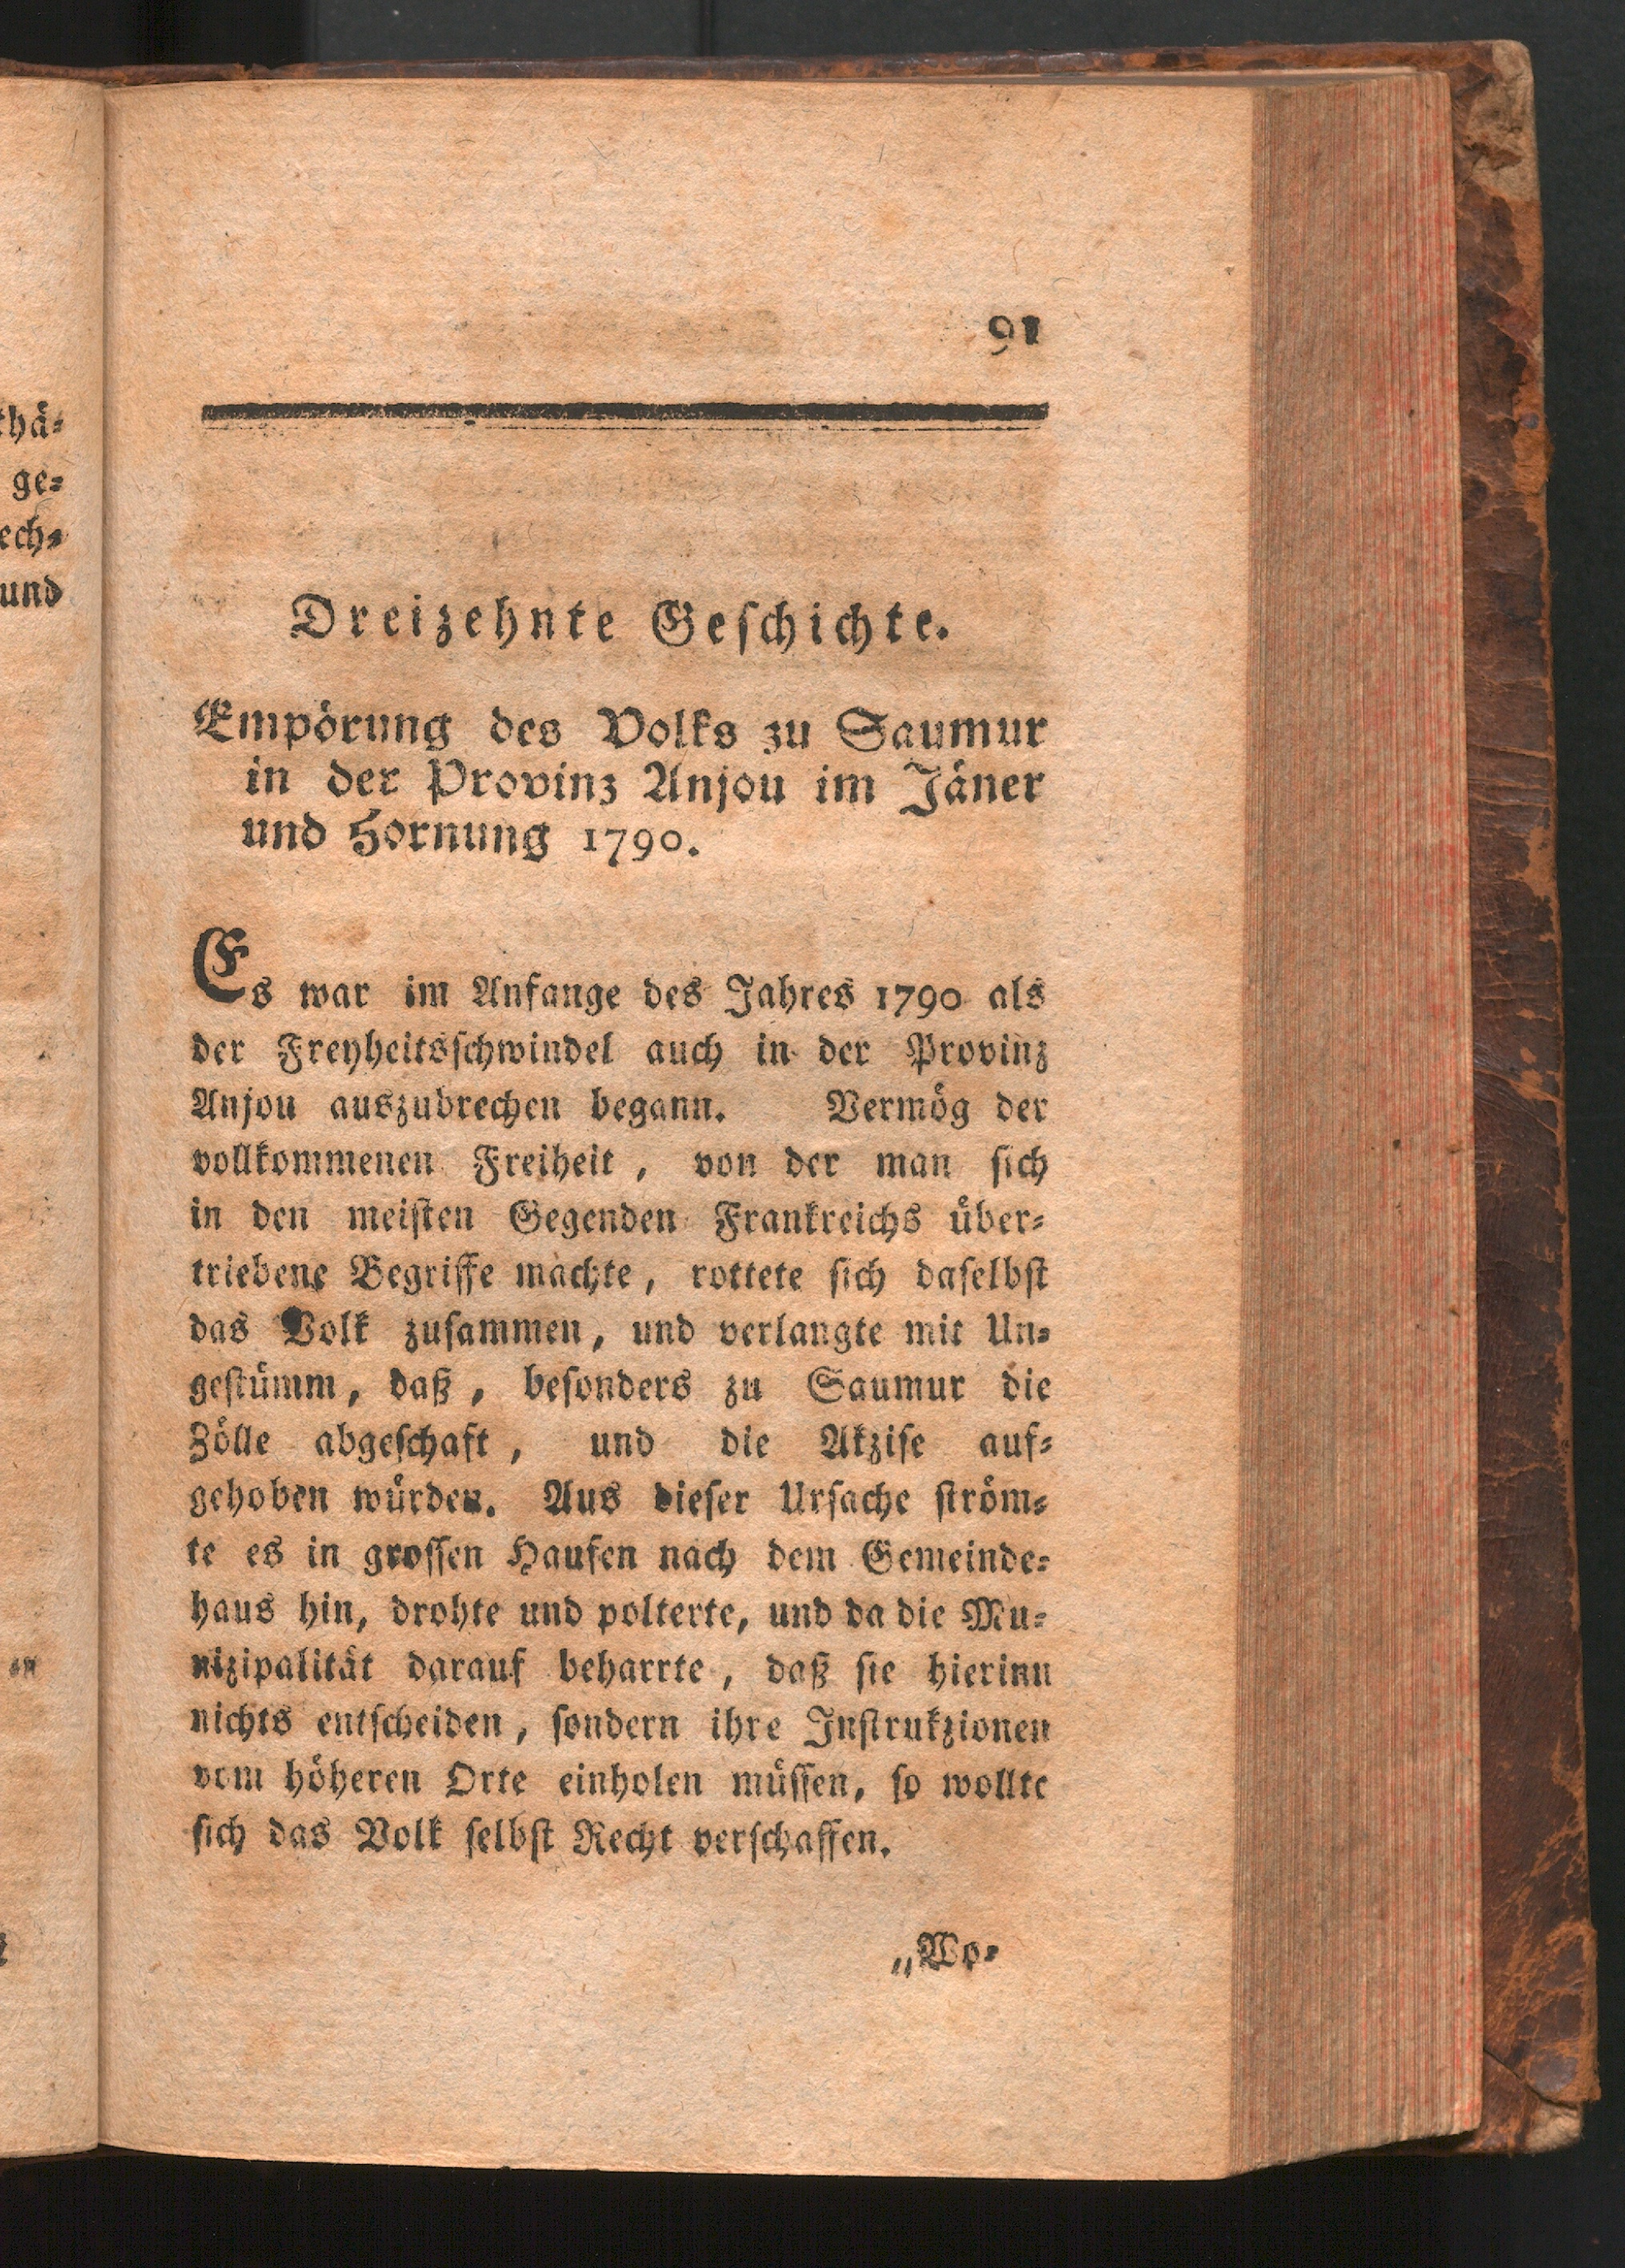 thä⸗
ge⸗
ech⸗
und
91
Dreizehnte Geſchichte.
Empörung des Volks zu Saumur
in der Provinz Anjou im Jäner
und Hornung 1790.
Es war im Anfange des Jahres 1790 als
der Freyheitsſchwindel auch in der Provinz
Anjou auszubrechen begann. Vermög der
vollkommenen Freiheit, von der man ſich
in den meiſten Gegenden Frankreichs über⸗
triebene Begriffe machte, rottete ſich daſelbſt
das Volk zuſammen, und verlangte mit Un⸗
geſtümm, daß, beſonders zu Saumur die
Zölle abgeſchaft, und die Akziſe auf⸗
gehoben würden. Aus dieſer Urſache ſtröm⸗
te es in groſſen Haufen nach dem Gemeinde⸗
haus hin, drohte und polterte, und da die Mu⸗
nizipalität darauf beharrte, daß ſie hierinn
nichts entſcheiden, ſondern ihre Inſtrukzionen
vom höheren Orte einholen müſſen, ſo wollte
ſich das Volk ſelbſt Recht verſchaffen.
„Wo⸗